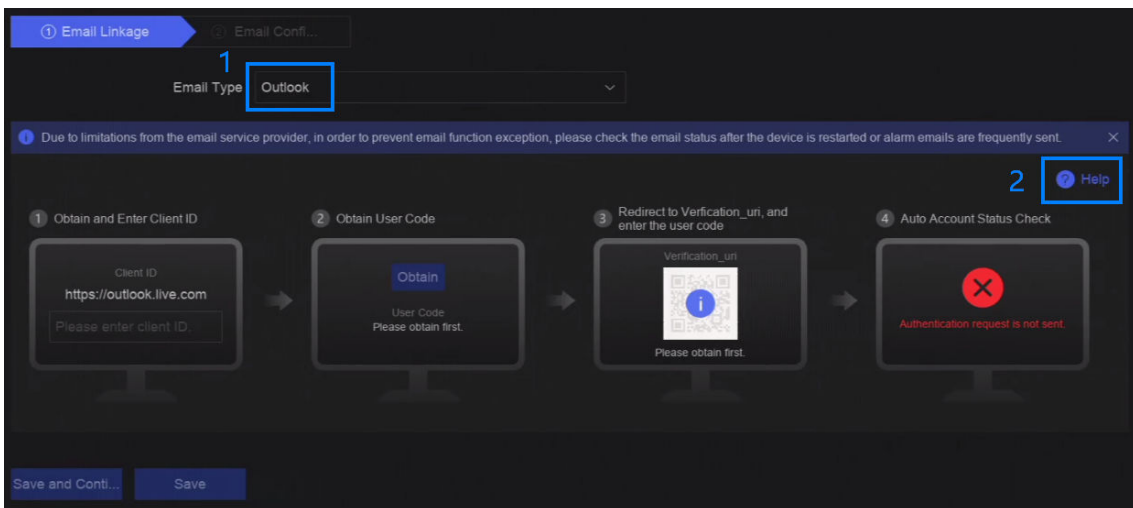 1 Email Linkage
2 Email Confi...
1
Email Type
Outlook
Due to limitations from the email service provider, in order to prevent email function exception, please check the email status after the device is restarted or alarm emails are frequently sent.
2
Help
1 Obtain and Enter Client ID
Client ID
https://outlook.live.com
Please enter client ID.
2 Obtain User Code
Obtain
User Code
Please obtain first.
3 Redirect to Verfication_uri, and
enter the user code
Verification_uri
Please obtain first.
4 Auto Account Status Check
Authentication request is not sent.
Save and Conti...
Save